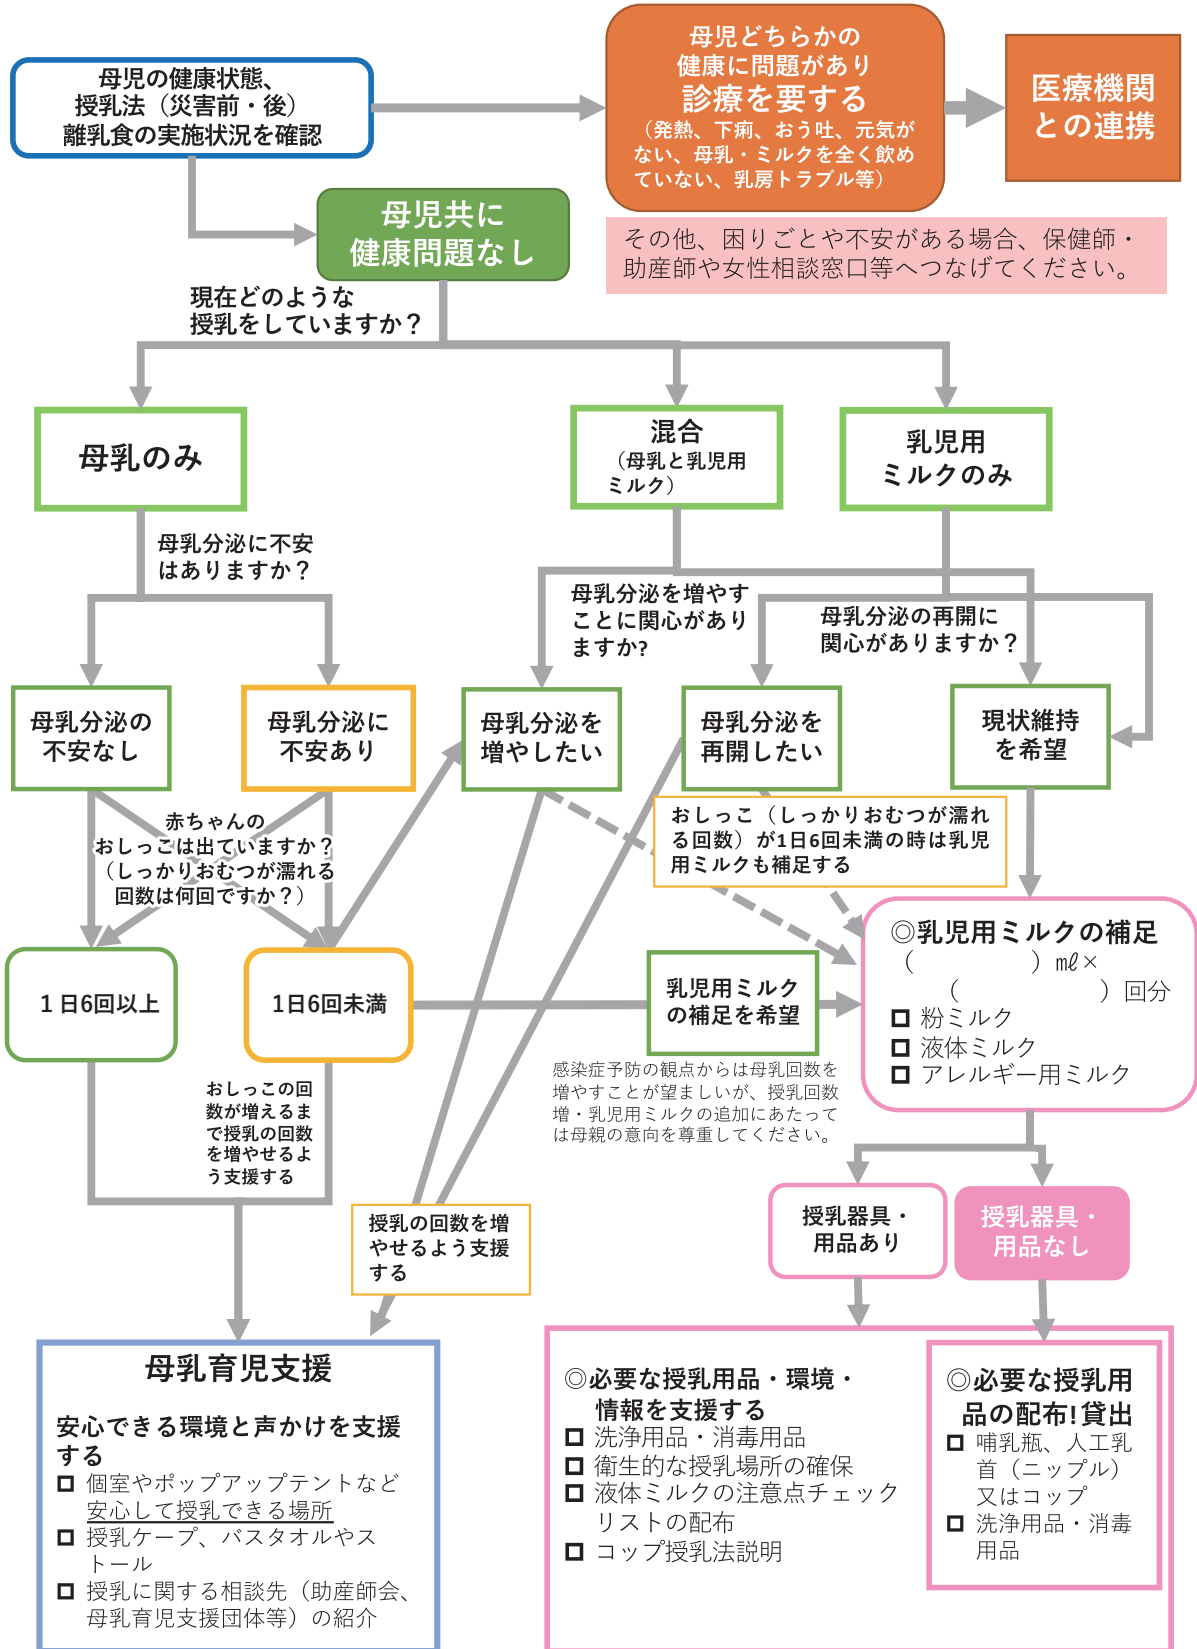 母児の健康状態、
授乳法（災害前・後）
離乳食の実施状況を確認
母児どちらかの
健康に問題があり
診療を要する
（発熱、下痢、おう吐、元気が
ない、母乳・ミルクを全く飲め
ていない、乳房トラブル等）
医療機関
との連携
母児共に
健康問題なし
その他、困りごとや不安がある場合、保健師・
助産師や女性相談窓口等へつなげてください。
現在どのような
授乳をしていますか？
母乳のみ
混合
（母乳と乳児用
ミルク）
乳児用
ミルクのみ
母乳分泌に不安
はありますか？
母乳分泌を増やす
ことに関心があり
ますか?
母乳分泌の再開に
関心がありますか？
母乳分泌の
不安なし
母乳分泌に
不安あり
母乳分泌を
増やしたい
母乳分泌を
再開したい
現状維持
を希望
赤ちゃんの
おしっこは出ていますか？
（しっかりおむつが濡れる
回数は何回ですか？）
おしっこ（しっかりおむつが濡れ
る回数）が1日6回未満の時は乳児
用ミルクも補足する
１日6回以上
1日6回未満
乳児用ミルク
の補足を希望
◎乳児用ミルクの補足
（　　　　）㎖×
（　　　　　）回分
□ 粉ミルク
□ 液体ミルク
□ アレルギー用ミルク
感染症予防の観点からは母乳回数を
増やすことが望ましいが、授乳回数
増・乳児用ミルクの追加にあたって
は母親の意向を尊重してください。
おしっこの回
数が増えるま
で授乳の回数
を増やせるよ
う支援する
授乳の回数を増
やせるよう支援
する
授乳器具・
用品あり
授乳器具・
用品なし
母乳育児支援
安心できる環境と声かけを支援
する
□ 個室やポップアップテントなど
安心して授乳できる場所
□ 授乳ケープ、バスタオルやス
トール
□ 授乳に関する相談先（助産師会、
母乳育児支援団体等）の紹介
◎必要な授乳用品・環境・
情報を支援する
□ 洗浄用品・消毒用品
□ 衛生的な授乳場所の確保
□ 液体ミルクの注意点チェック
リストの配布
□ コップ授乳法説明
◎必要な授乳用
品の配布!貸出
□ 哺乳瓶、人工乳
首（ニップル）
又はコップ
□ 洗浄用品・消毒
用品